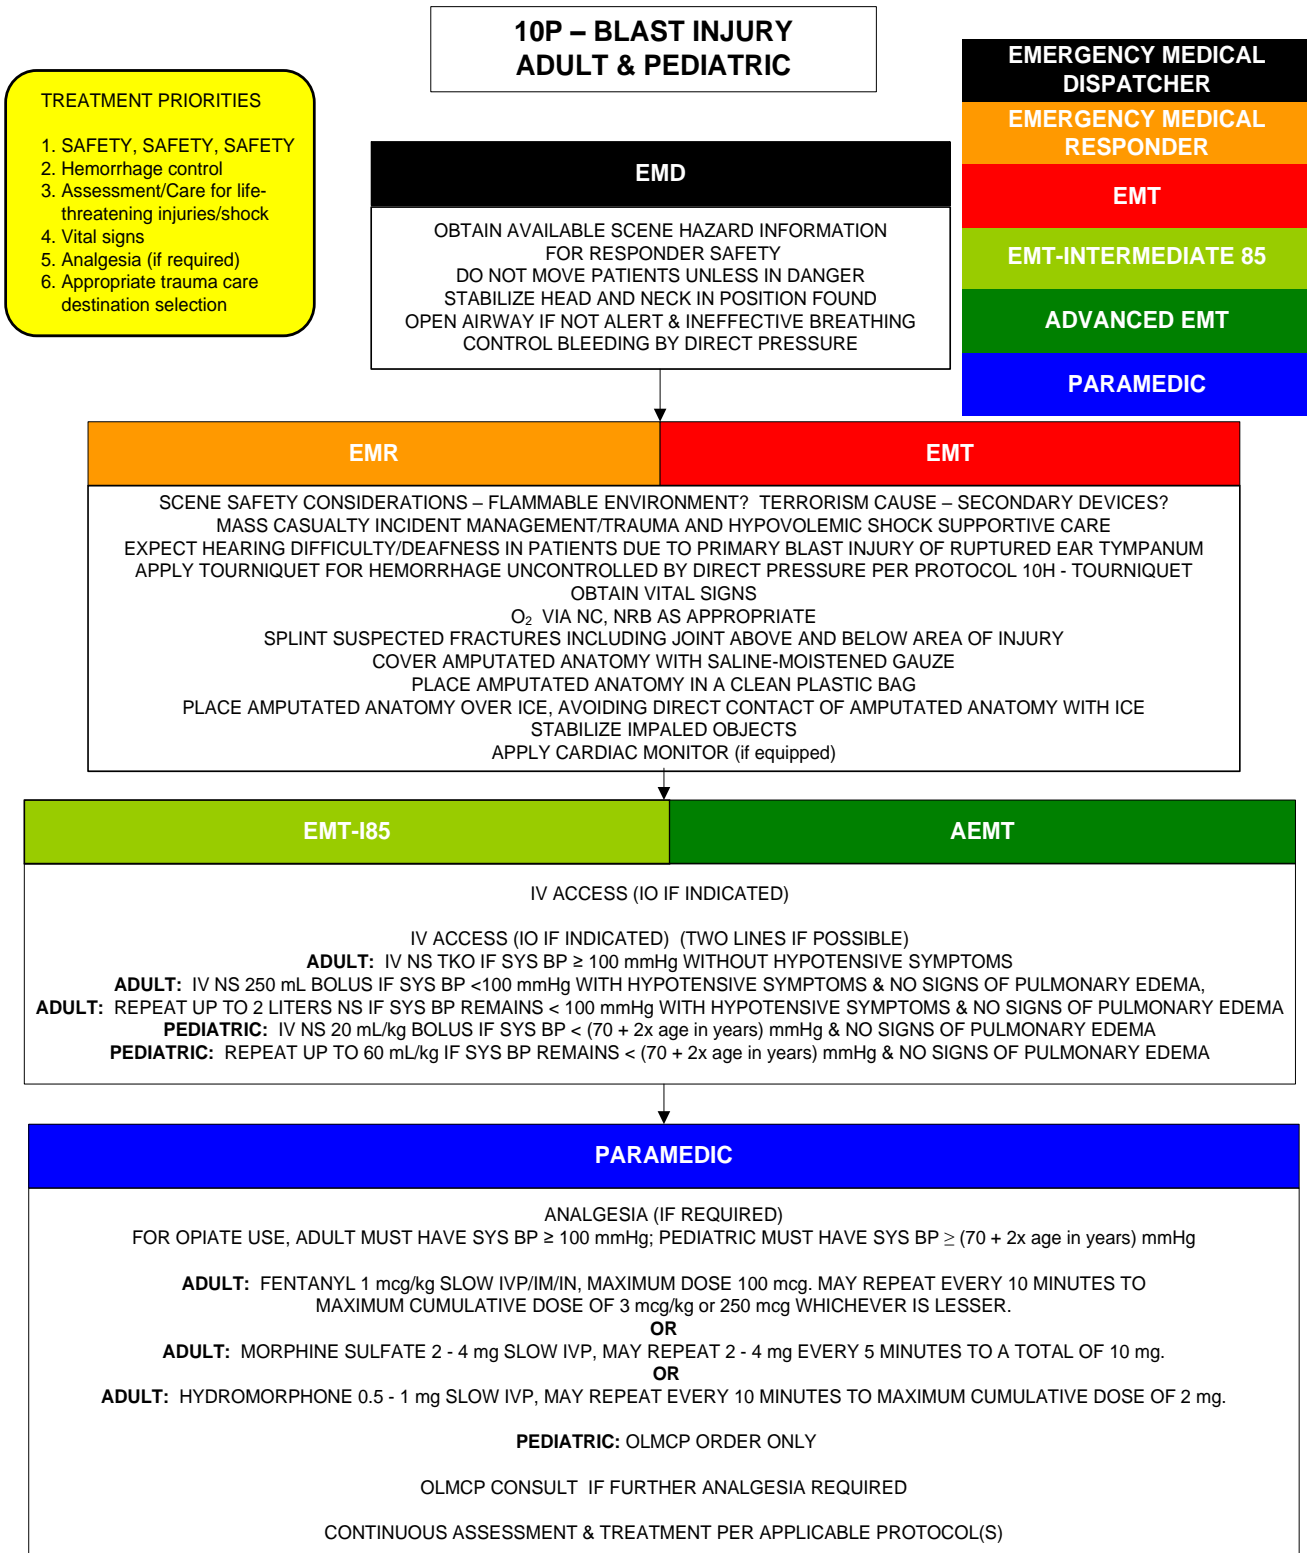 10P – BLAST INJURY
ADULT & PEDIATRIC
TREATMENT PRIORITIES
1. SAFETY, SAFETY, SAFETY
2. Hemorrhage control
3. Assessment/Care for life-
threatening injuries/shock
4. Vital signs
5. Analgesia (if required)
6. Appropriate trauma care
destination selection
EMERGENCY MEDICAL
DISPATCHER
EMERGENCY MEDICAL
RESPONDER
EMT
EMT-INTERMEDIATE 85
ADVANCED EMT
PARAMEDIC
EMD
OBTAIN AVAILABLE SCENE HAZARD INFORMATION
FOR RESPONDER SAFETY
DO NOT MOVE PATIENTS UNLESS IN DANGER
STABILIZE HEAD AND NECK IN POSITION FOUND
OPEN AIRWAY IF NOT ALERT & INEFFECTIVE BREATHING
CONTROL BLEEDING BY DIRECT PRESSURE
EMR
EMT
SCENE SAFETY CONSIDERATIONS – FLAMMABLE ENVIRONMENT? TERRORISM CAUSE – SECONDARY DEVICES?
MASS CASUALTY INCIDENT MANAGEMENT/TRAUMA AND HYPOVOLEMIC SHOCK SUPPORTIVE CARE
EXPECT HEARING DIFFICULTY/DEAFNESS IN PATIENTS DUE TO PRIMARY BLAST INJURY OF RUPTURED EAR TYMPANUM
APPLY TOURNIQUET FOR HEMORRHAGE UNCONTROLLED BY DIRECT PRESSURE PER PROTOCOL 10H - TOURNIQUET
OBTAIN VITAL SIGNS
O₂ VIA NC, NRB AS APPROPRIATE
SPLINT SUSPECTED FRACTURES INCLUDING JOINT ABOVE AND BELOW AREA OF INJURY
COVER AMPUTATED ANATOMY WITH SALINE-MOISTENED GAUZE
PLACE AMPUTATED ANATOMY IN A CLEAN PLASTIC BAG
PLACE AMPUTATED ANATOMY OVER ICE, AVOIDING DIRECT CONTACT OF AMPUTATED ANATOMY WITH ICE
STABILIZE IMPALED OBJECTS
APPLY CARDIAC MONITOR (if equipped)
EMT-I85
AEMT
IV ACCESS (IO IF INDICATED)
IV ACCESS (IO IF INDICATED) (TWO LINES IF POSSIBLE)
ADULT: IV NS TKO IF SYS BP ≥ 100 mmHg WITHOUT HYPOTENSIVE SYMPTOMS
ADULT: IV NS 250 mL BOLUS IF SYS BP <100 mmHg WITH HYPOTENSIVE SYMPTOMS & NO SIGNS OF PULMONARY EDEMA,
ADULT: REPEAT UP TO 2 LITERS NS IF SYS BP REMAINS < 100 mmHg WITH HYPOTENSIVE SYMPTOMS & NO SIGNS OF PULMONARY EDEMA
PEDIATRIC: IV NS 20 mL/kg BOLUS IF SYS BP < (70 + 2x age in years) mmHg & NO SIGNS OF PULMONARY EDEMA
PEDIATRIC: REPEAT UP TO 60 mL/kg IF SYS BP REMAINS < (70 + 2x age in years) mmHg & NO SIGNS OF PULMONARY EDEMA
PARAMEDIC
ANALGESIA (IF REQUIRED)
FOR OPIATE USE, ADULT MUST HAVE SYS BP ≥ 100 mmHg; PEDIATRIC MUST HAVE SYS BP ≥ (70 + 2x age in years) mmHg
ADULT: FENTANYL 1 mcg/kg SLOW IVP/IM/IN, MAXIMUM DOSE 100 mcg. MAY REPEAT EVERY 10 MINUTES TO
MAXIMUM CUMULATIVE DOSE OF 3 mcg/kg or 250 mcg WHICHEVER IS LESSER.
OR
ADULT: MORPHINE SULFATE 2 - 4 mg SLOW IVP, MAY REPEAT 2 - 4 mg EVERY 5 MINUTES TO A TOTAL OF 10 mg.
OR
ADULT: HYDROMORPHONE 0.5 - 1 mg SLOW IVP, MAY REPEAT EVERY 10 MINUTES TO MAXIMUM CUMULATIVE DOSE OF 2 mg.
PEDIATRIC: OLMCP ORDER ONLY
OLMCP CONSULT IF FURTHER ANALGESIA REQUIRED
CONTINUOUS ASSESSMENT & TREATMENT PER APPLICABLE PROTOCOL(S)